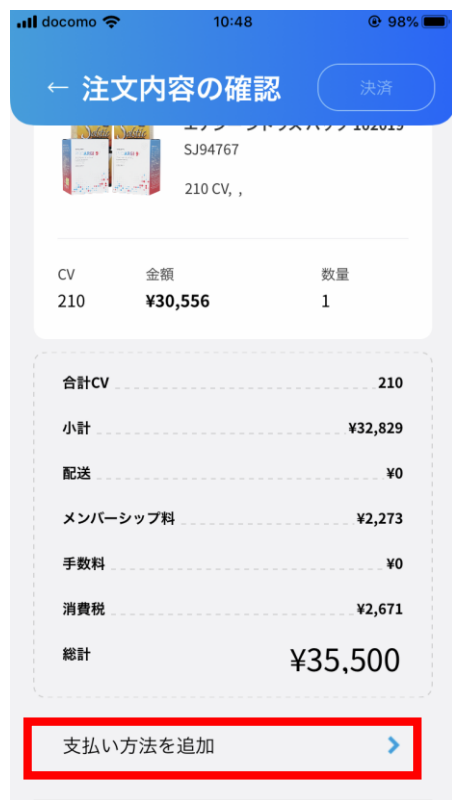 docomo 10:48 98%
← 注文内容の確認 決済
SJ94767
210 CV, ,
CV 金額 数量
210 ¥30,556 1
合計CV 210
小計 ¥32,829
配送 ¥0
メンバーシップ料 ¥2,273
手数料 ¥0
消費税 ¥2,671
総計 ¥35,500
支払い方法を追加